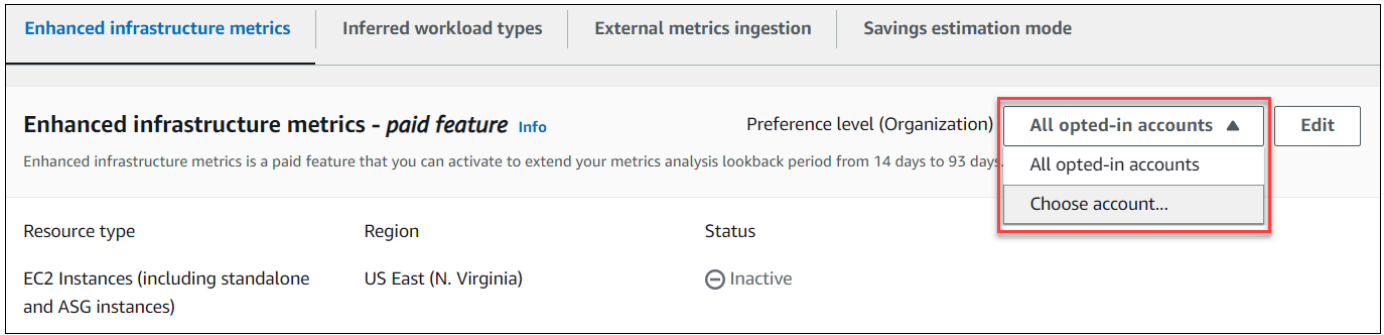 Enhanced infrastructure metrics
Inferred workload types
External metrics ingestion
Savings estimation mode
Enhanced infrastructure metrics - paid feature Info
Preference level (Organization)
All opted-in accounts
Edit
Enhanced infrastructure metrics is a paid feature that you can activate to extend your metrics analysis lookback period from 14 days to 93 days.
All opted-in accounts
Choose account...
Resource type
Region
Status
EC2 Instances (including standalone
and ASG instances)
US East (N. Virginia)
Inactive